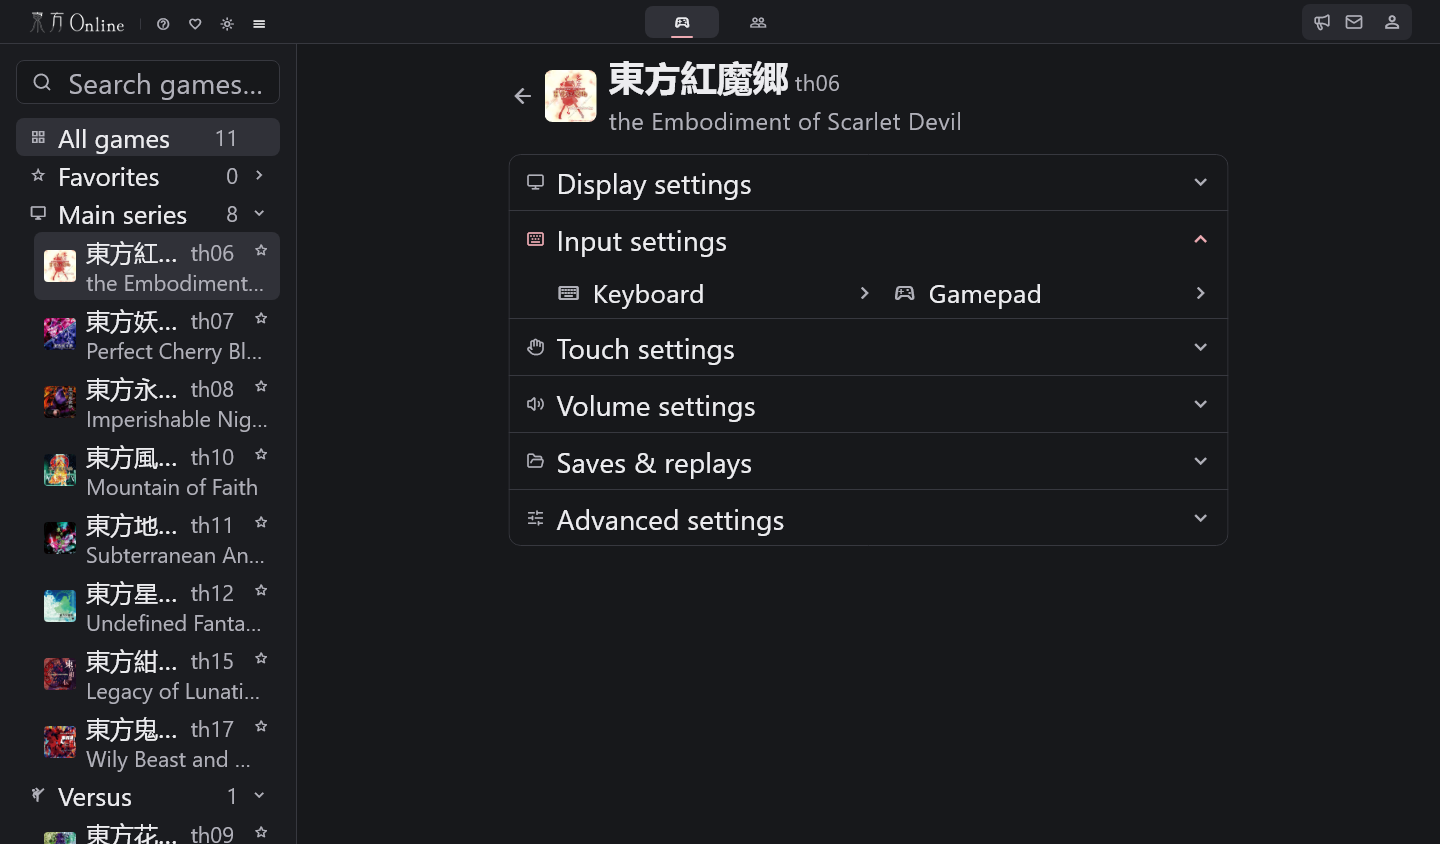 東方Online
Search games...
All games 11
Favorites 0
Main series 8
東方紅... th06
the Embodiment...
東方妖... th07
Perfect Cherry Bl...
東方永... th08
Imperishable Nig...
東方風... th10
Mountain of Faith
東方地... th11
Subterranean An...
東方星... th12
Undefined Fanta...
東方紺... th15
Legacy of Lunati...
東方鬼... th17
Wily Beast and ...
Versus 1
東方花... th09
東方紅魔郷 th06
the Embodiment of Scarlet Devil
Display settings
Input settings
Keyboard
Gamepad
Touch settings
Volume settings
Saves & replays
Advanced settings